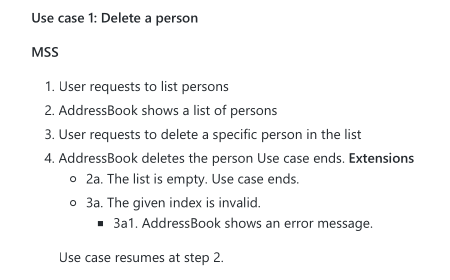 Use case 1: Delete a person
MSS
1. User requests to list persons
2. AddressBook shows a list of persons
3. User requests to delete a specific person in the list
4. AddressBook deletes the person Use case ends. Extensions
2a. The list is empty. Use case ends.
3a. The given index is invalid.
3a1. AddressBook shows an error message.
Use case resumes at step 2.